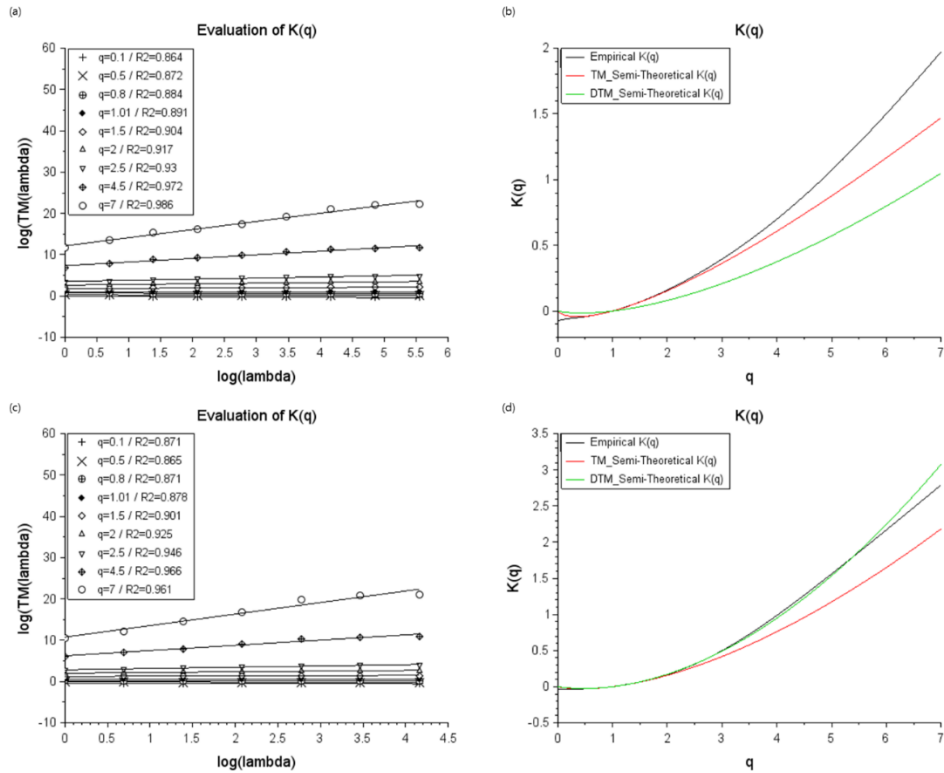 (a)
Evaluation of K(q)
60
50
40
30
20
10
0
-10
log(TM(lambda))
q=0.1 / R2=0.864
q=0.5 / R2=0.872
q=0.8 / R2=0.884
q=1.01 / R2=0.891
q=1.5 / R2=0.904
q=2 / R2=0.917
q=2.5 / R2=0.93
q=4.5 / R2=0.972
q=7 / R2=0.986
0 0.5 1 1.5 2 2.5 3 3.5 4 4.5 5 5.5 6
log(lambda)
(b)
K(q)
2
1.5
1
0.5
0
-0.5
K(q)
Empirical K(q)
TM_Semi-Theoretical K(q)
DTM_Semi-Theoretical K(q)
0 1 2 3 4 5 6 7
q
(c)
Evaluation of K(q)
60
50
40
30
20
10
0
-10
log(TM(lambda))
q=0.1 / R2=0.871
q=0.5 / R2=0.865
q=0.8 / R2=0.871
q=1.01 / R2=0.878
q=1.5 / R2=0.901
q=2 / R2=0.925
q=2.5 / R2=0.946
q=4.5 / R2=0.966
q=7 / R2=0.961
0 0.5 1 1.5 2 2.5 3 3.5 4 4.5
log(lambda)
(d)
K(q)
3.5
3
2.5
2
1.5
1
0.5
0
-0.5
K(q)
Empirical K(q)
TM_Semi-Theoretical K(q)
DTM_Semi-Theoretical K(q)
0 1 2 3 4 5 6 7
q